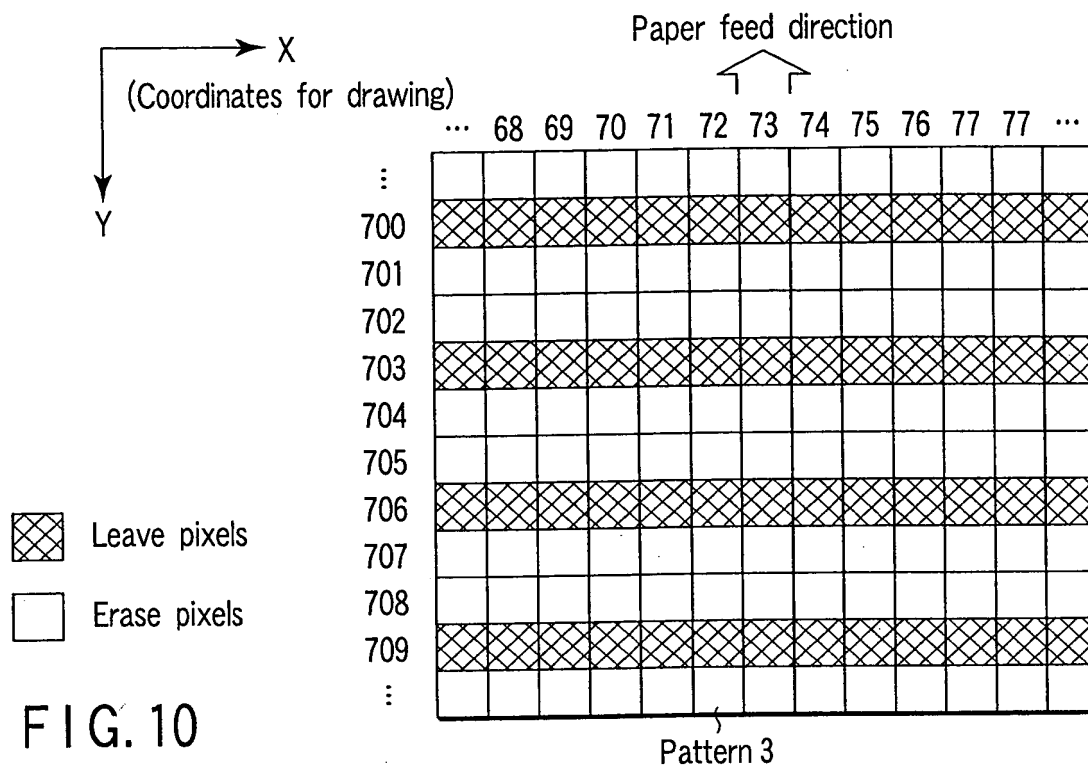 Paper feed direction
X
(Coordinates for drawing)
... 68 69 70 71 72 73 74 75 76 77 77 ...
Y
⋮
700
701
702
703
704
705
706
707
708
709
⋮
Leave pixels
Erase pixels
FIG. 10
Pattern 3